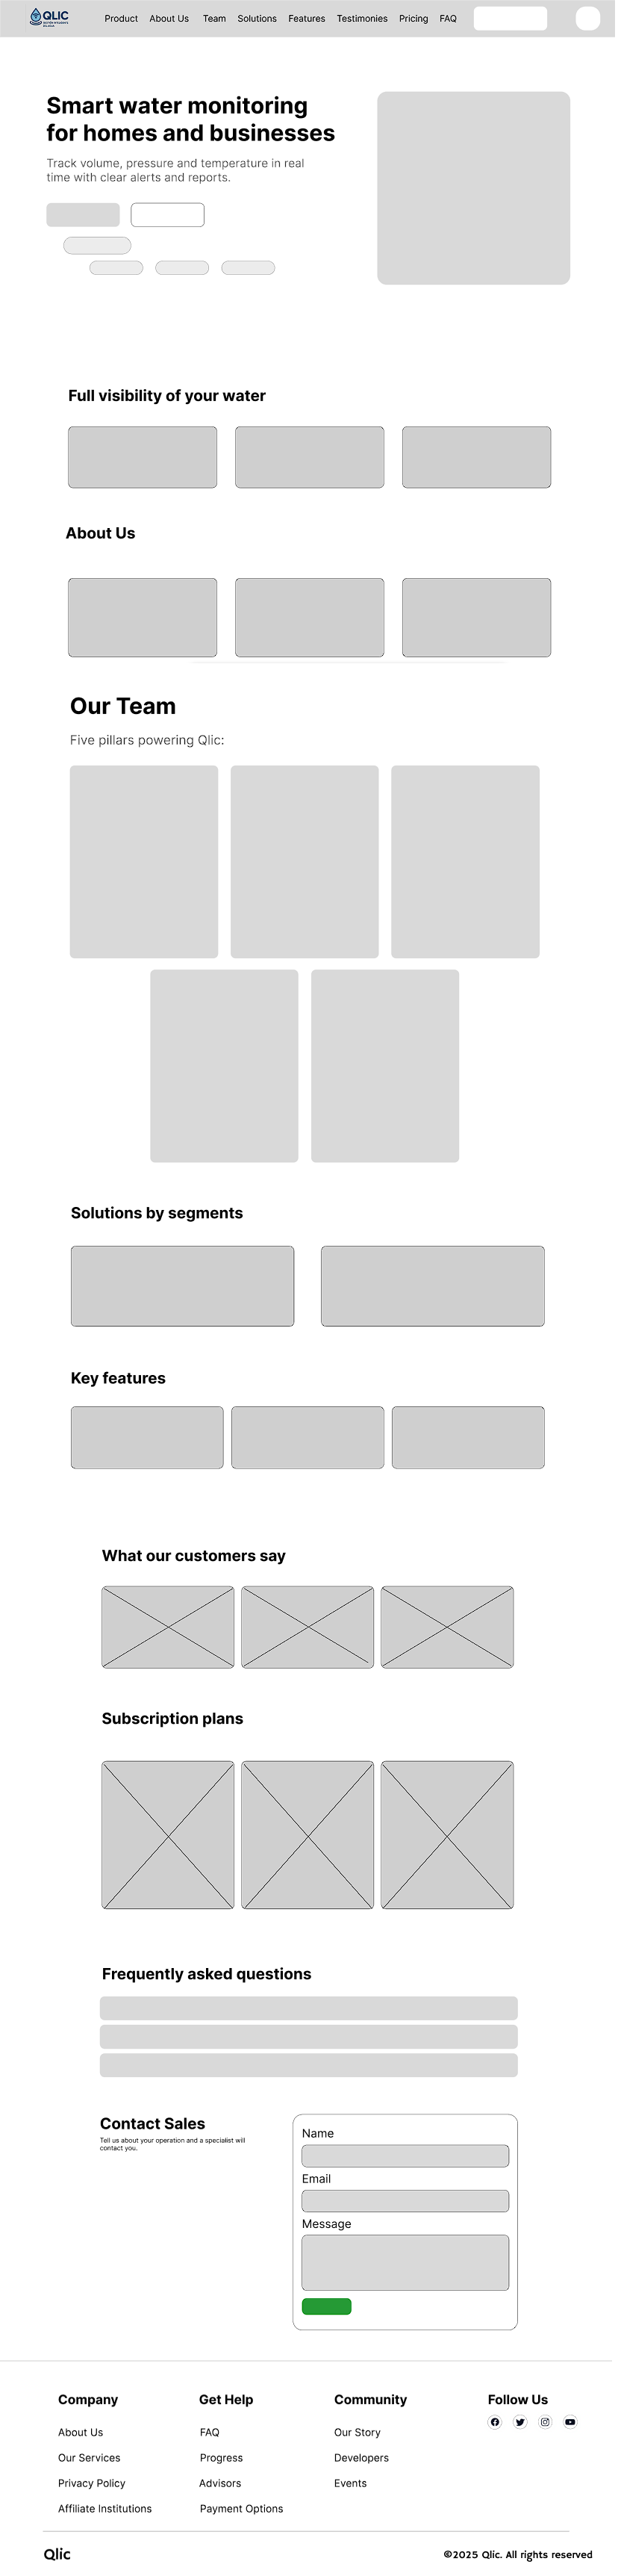 QLIC
Product
About Us
Team
Solutions
Features
Testimonies
Pricing
FAQ
Smart water monitoring
for homes and businesses
Track volume, pressure and temperature in real
time with clear alerts and reports.
Full visibility of your water
About Us
Our Team
Five pillars powering Qlic:
Solutions by segments
Key features
What our customers say
Subscription plans
Frequently asked questions
Contact Sales
Tell us about your operation and a specialist will
contact you.
Name
Email
Message
Company
About Us
Our Services
Privacy Policy
Affiliate Institutions
Get Help
FAQ
Progress
Advisors
Payment Options
Community
Our Story
Developers
Events
Follow Us
Qlic
©2025 Qlic. All rights reserved